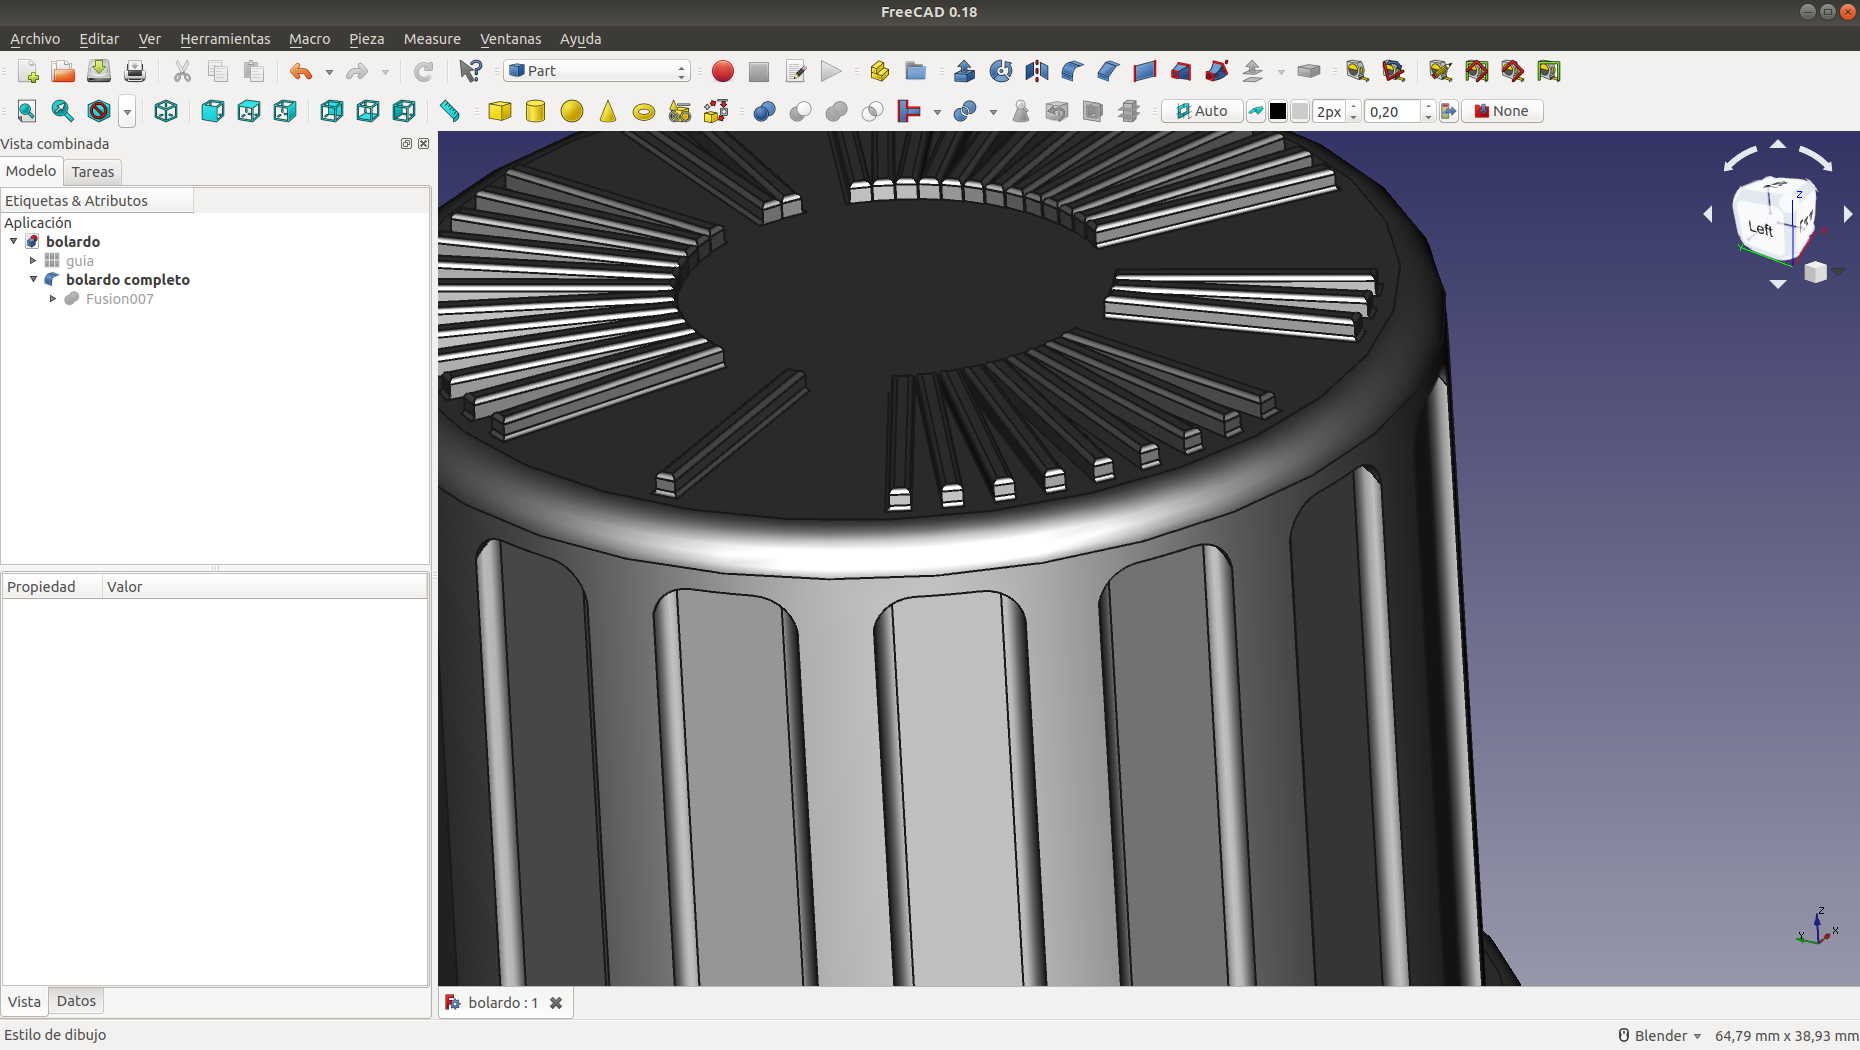 FreeCAD 0.18
Archivo Editar Ver Herramientas Macro Pieza Measure Ventanas Ayuda
Part
Auto 2px 0,20 None
Vista combinada
Modelo Tareas
Etiquetas & Atributos
Aplicación
bolardo
guia
bolardo completo
Fusion007
Z
Left
Y
Propiedad Valor
Z
Y X
Vista Datos
bolardo : 1
Estilo de dibujo
Blender 64,79 mm x 38,93 mm